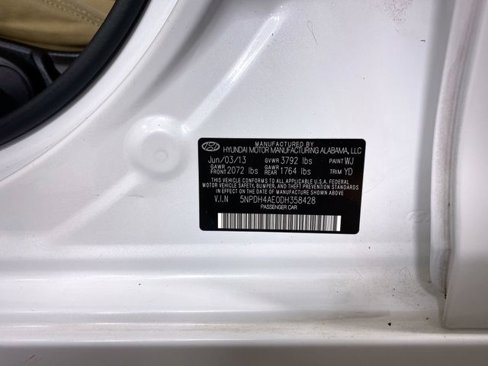 MANUFACTURED BY
HYUNDAI MOTOR MANUFACTURING ALABAMA, LLC
Jun/03/13 GVWR 3792 lbs PAINT WJ
GAWR FRONT 2072 lbs GAWR REAR 1764 lbs TRIM YD
THIS VEHICLE CONFORMS TO ALL APPLICABLE FEDERAL
MOTOR VEHICLE SAFETY, BUMPER, AND THEFT PREVENTION STANDARDS
IN EFFECT ON THE DATE OF MANUFACTURE SHOWN ABOVE.
V.I.N 5NPDH4AE0DH358428
PASSENGER CAR